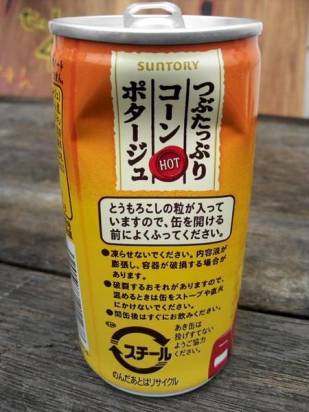 SUNTORY
つぶたっぷり
コーン
ポタージュ
HOT
とうもろこしの粒が入って
いますので、缶を開ける
前によくふってください。
●凍らせないでください。内容液が
膨張し、容器が破損する場合が
あります。
●破裂するおそれがありますので、
温めるときは缶をストーブや直火
にかけないでください。
●開缶後はすぐにお飲みください。
スチール
のんだあとはリサイクル
あき缶は
投げすてない
ようご協力
ください。